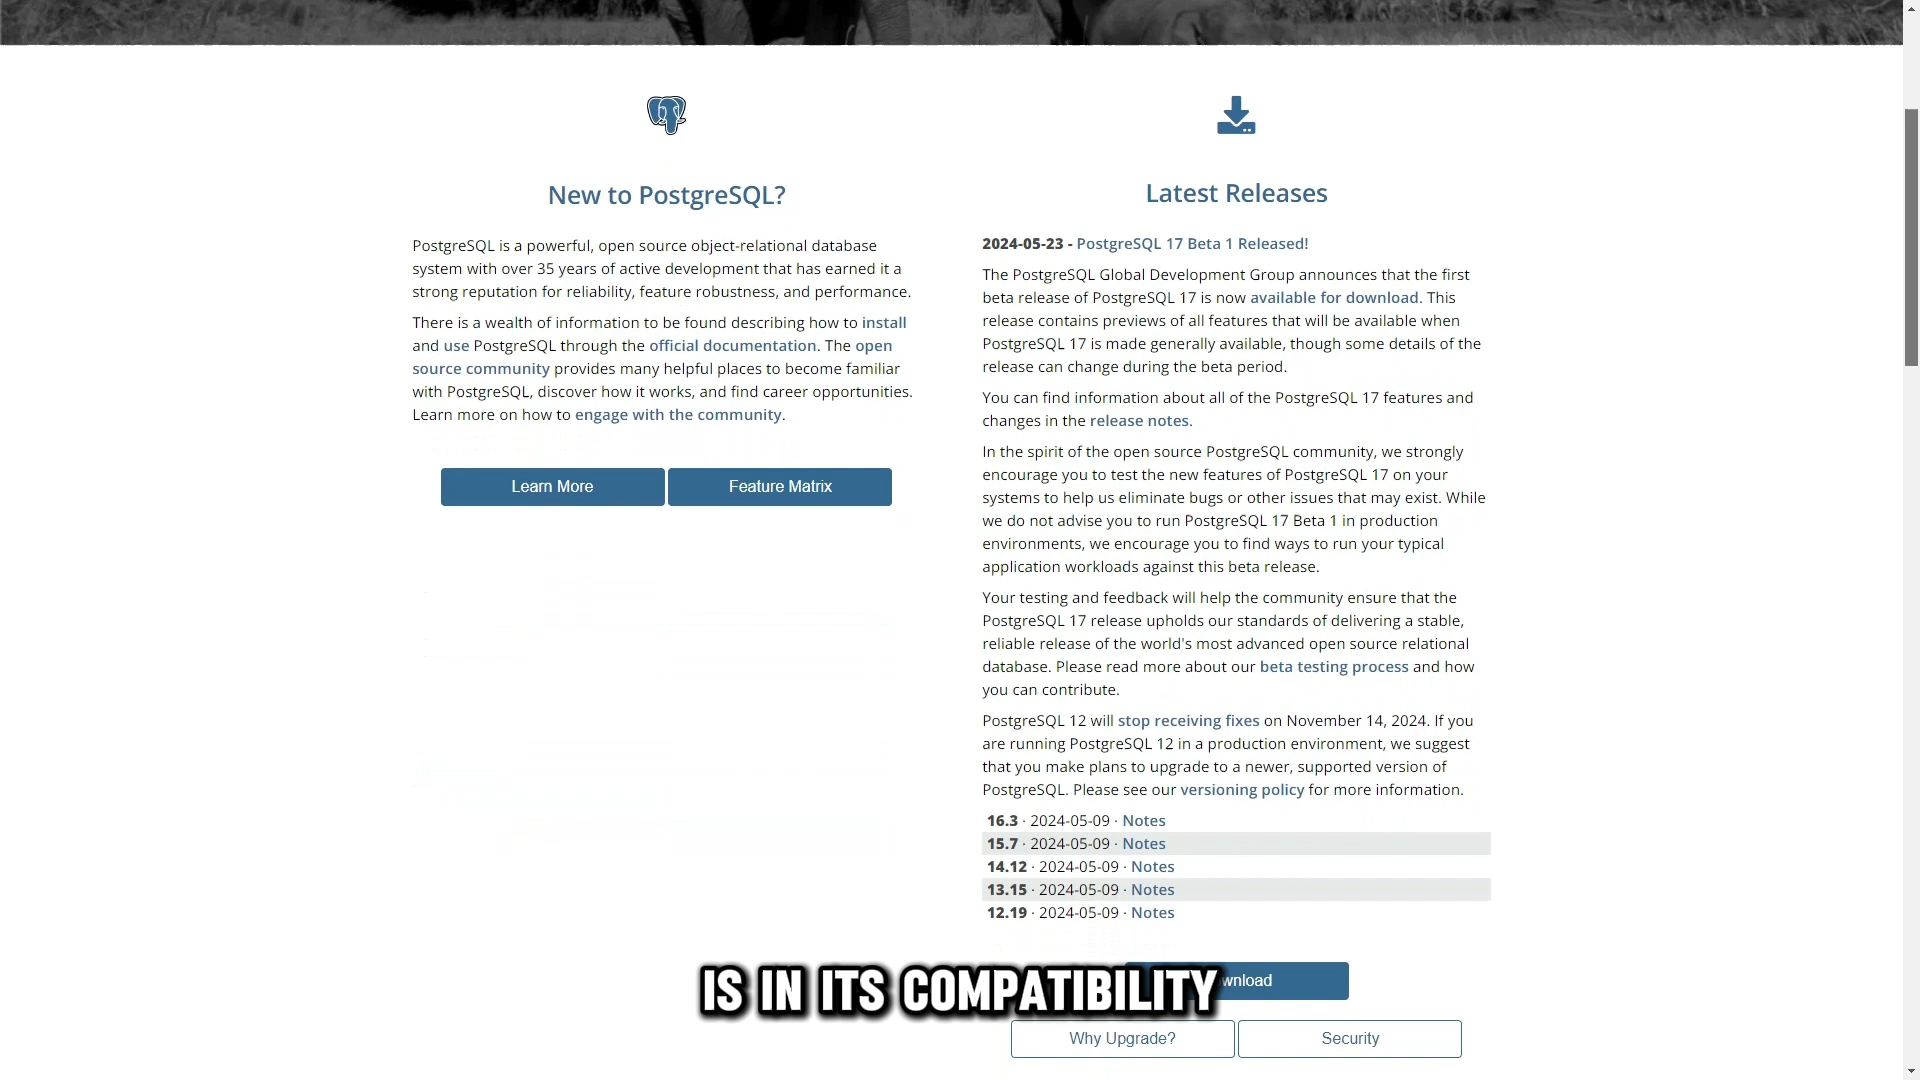 New to PostgreSQL?
PostgreSQL is a powerful, open source object-relational database
system with over 35 years of active development that has earned it a
strong reputation for reliability, feature robustness, and performance.
There is a wealth of information to be found describing how to install
and use PostgreSQL through the official documentation. The open
source community provides many helpful places to become familiar
with PostgreSQL, discover how it works, and find career opportunities.
Learn more on how to engage with the community.
Learn More
Feature Matrix
Latest Releases
2024-05-23 - PostgreSQL 17 Beta 1 Released!
The PostgreSQL Global Development Group announces that the first
beta release of PostgreSQL 17 is now available for download. This
release contains previews of all features that will be available when
PostgreSQL 17 is made generally available, though some details of the
release can change during the beta period.
You can find information about all of the PostgreSQL 17 features and
changes in the release notes.
In the spirit of the open source PostgreSQL community, we strongly
encourage you to test the new features of PostgreSQL 17 on your
systems to help us eliminate bugs or other issues that may exist. While
we do not advise you to run PostgreSQL 17 Beta 1 in production
environments, we encourage you to find ways to run your typical
application workloads against this beta release.
Your testing and feedback will help the community ensure that the
PostgreSQL 17 release upholds our standards of delivering a stable,
reliable release of the world's most advanced open source relational
database. Please read more about our beta testing process and how
you can contribute.
PostgreSQL 12 will stop receiving fixes on November 14, 2024. If you
are running PostgreSQL 12 in a production environment, we suggest
that you make plans to upgrade to a newer, supported version of
PostgreSQL. Please see our versioning policy for more information.
16.3 · 2024-05-09 · Notes
15.7 · 2024-05-09 · Notes
14.12 · 2024-05-09 · Notes
13.15 · 2024-05-09 · Notes
12.19 · 2024-05-09 · Notes
IS IN ITS COMPATIBILITY
Why Upgrade?
Security